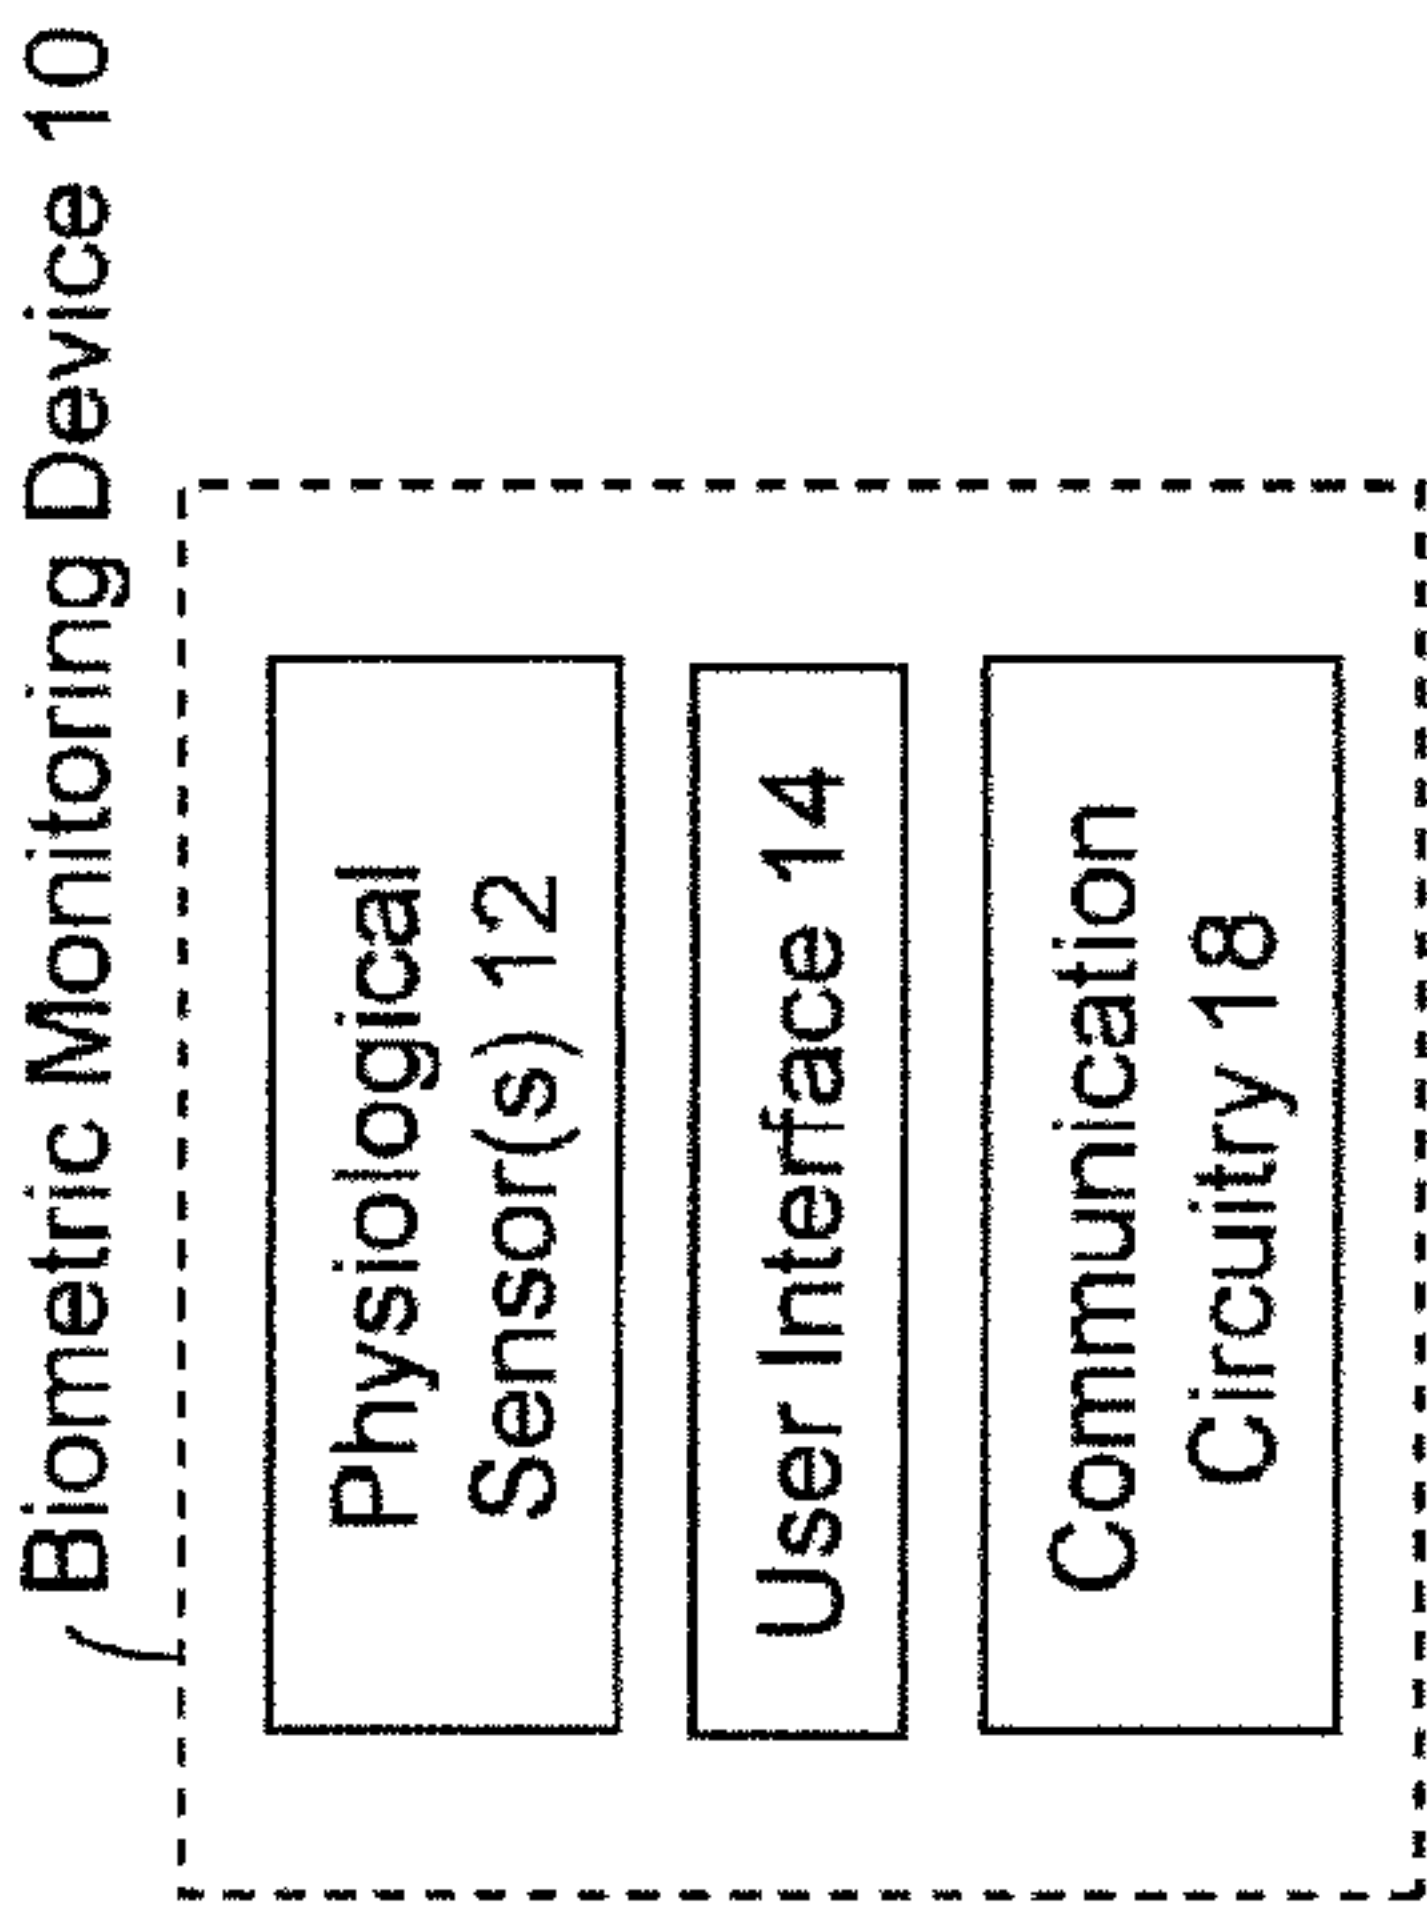 Biometric Monitoring Device 10
Physiological
Sensor(s) 12
User Interface 14
Communication
Circuitry 18